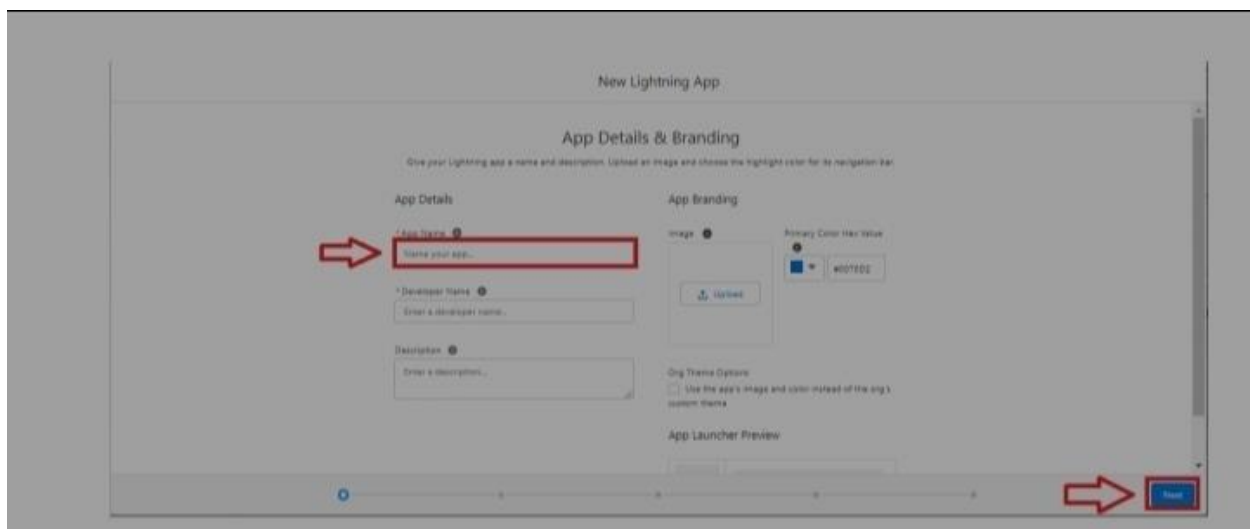 New Lightning App
App Details & Branding
Give your Lightning app a name and description. Upload an image and choose the highlight color for its navigation bar.
App Details
App Branding
* App Name
Name your app...
* Developer Name
Enter a developer name...
Description
Enter a description...
Image
Upload
Primary Color Hex Value
#0070D2
Org Theme Options
Use the app's image and color instead of the org's
custom theme
App Launcher Preview
Next